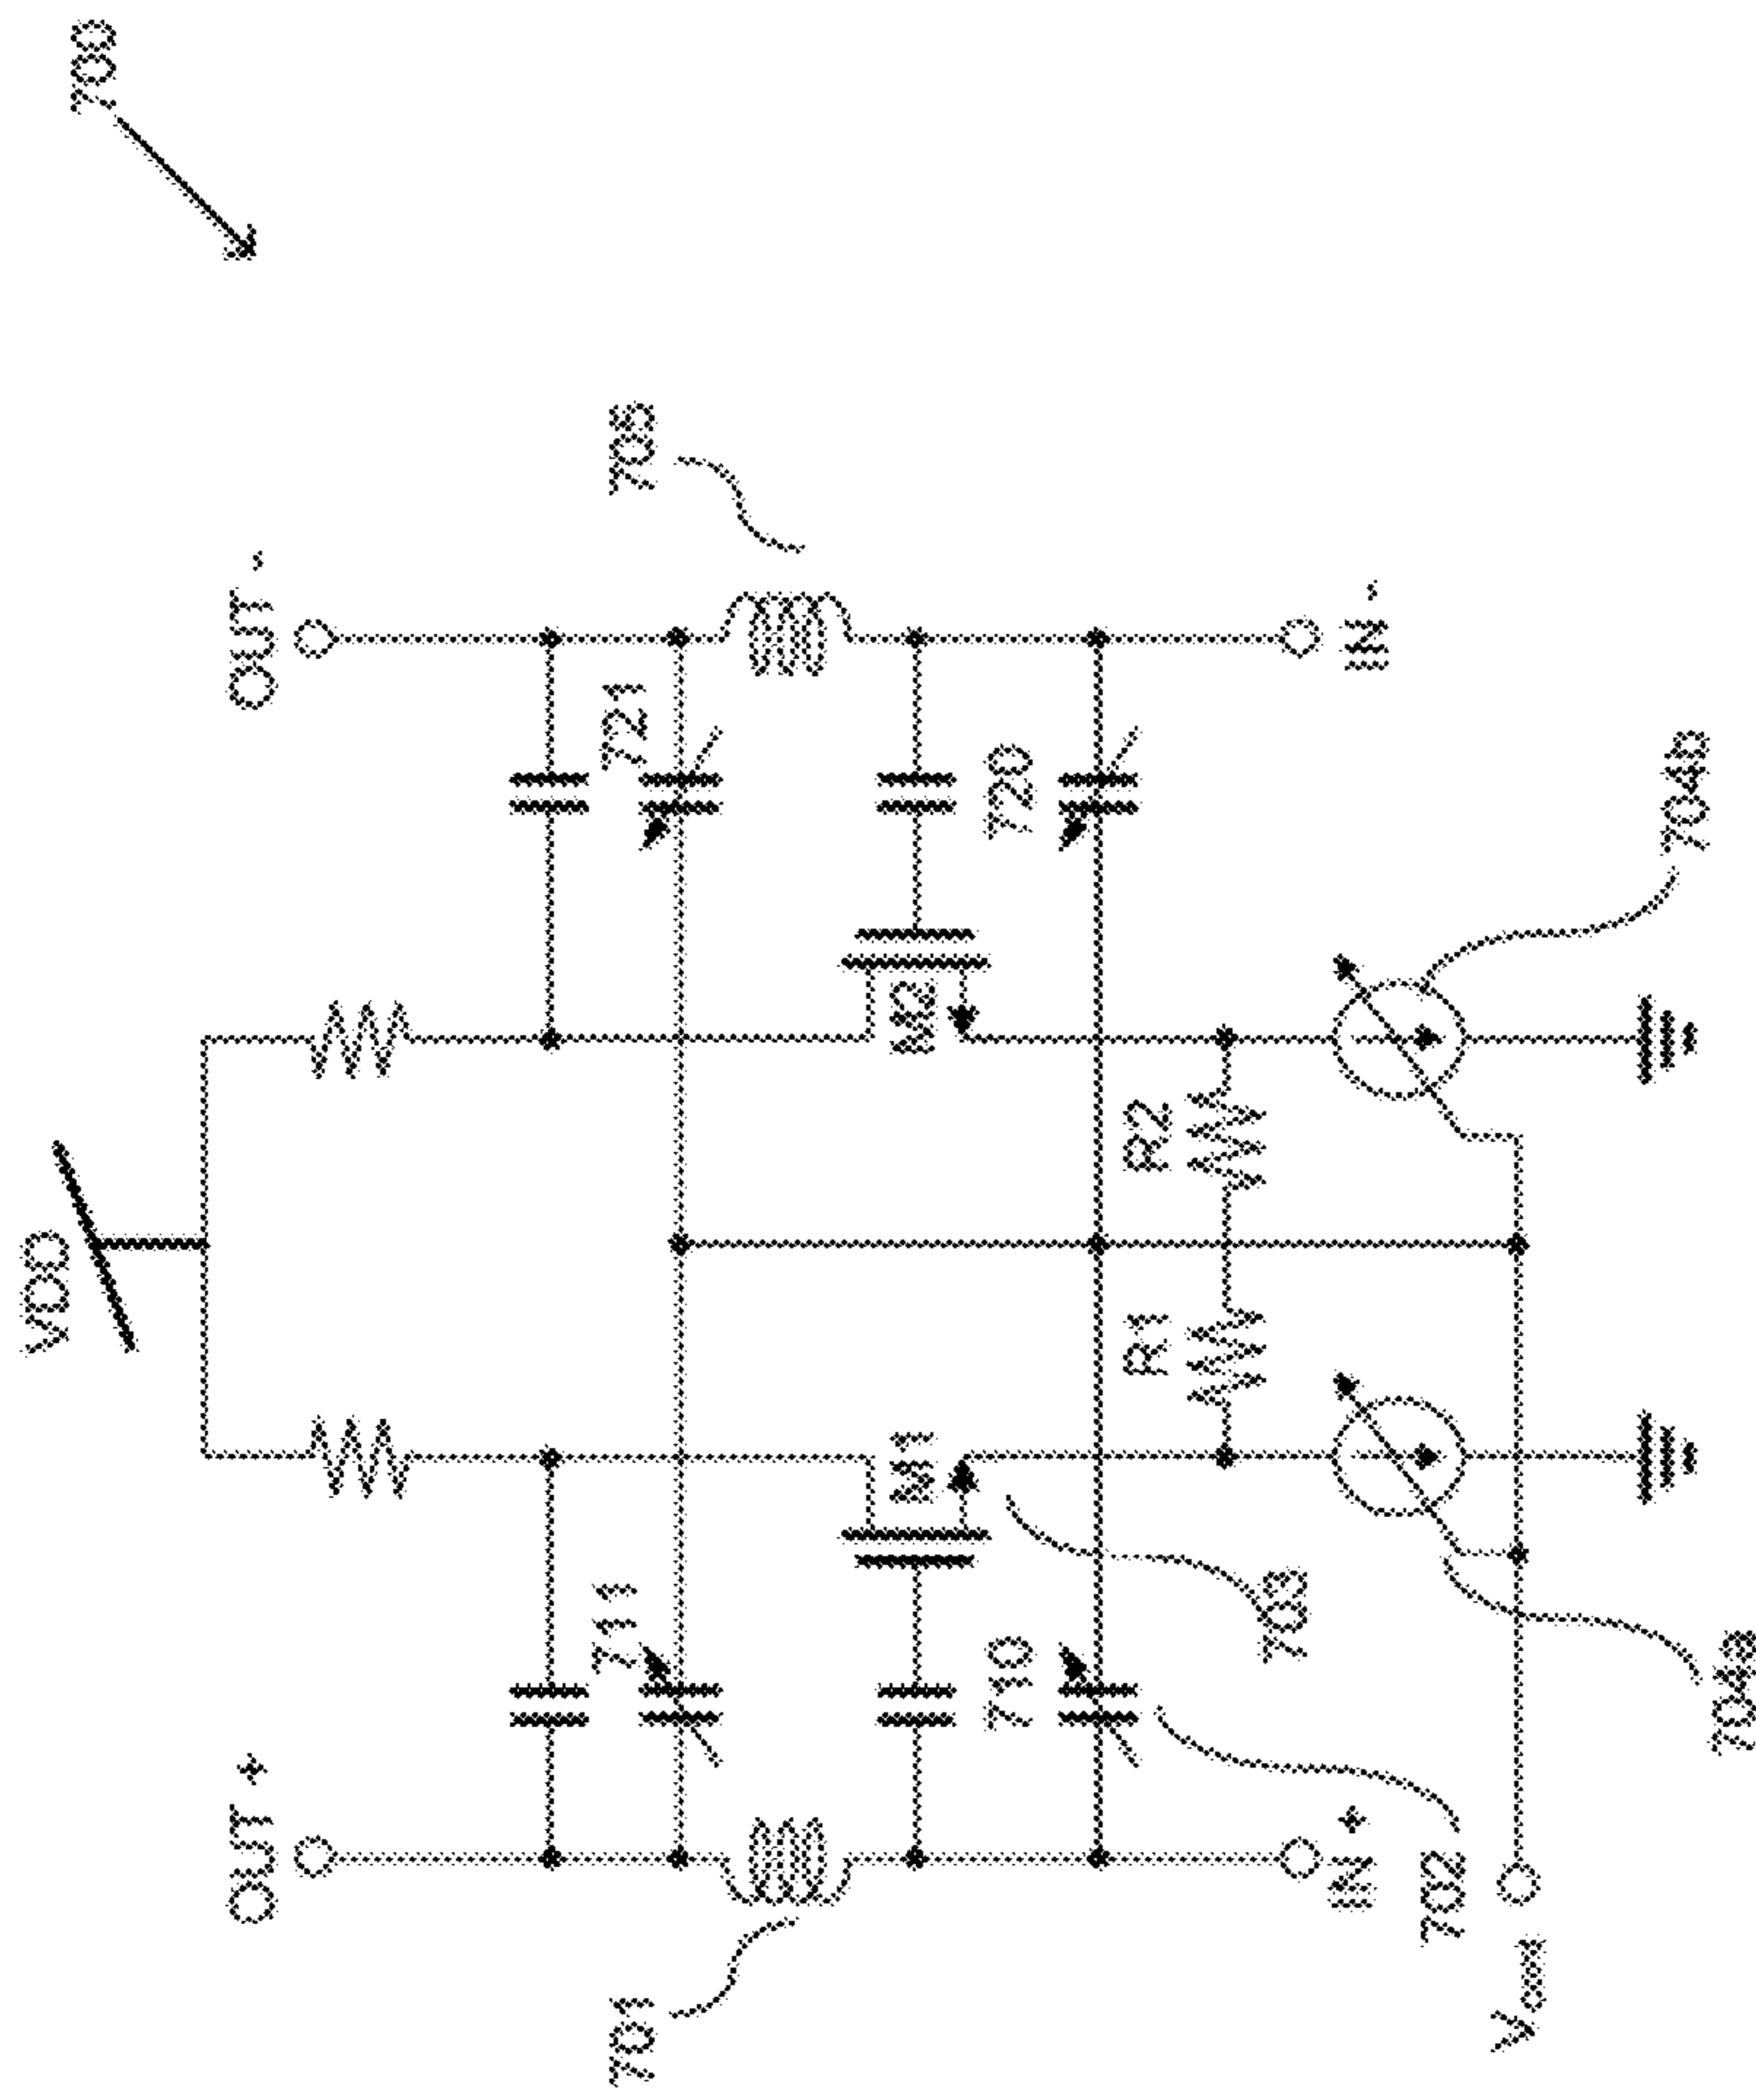 700
VDD
OUT +
OUT -
701
711
721
705
M1
M2
710
720
703
R1
R2
IN +
IN -
702
Vcont
704a
704b